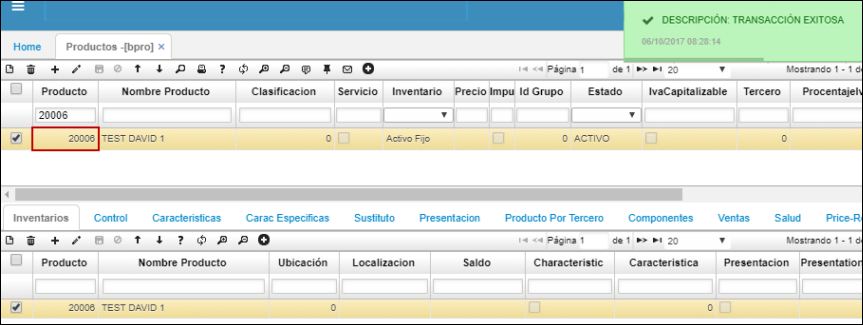 DESCRIPCIÓN: TRANSACCIÓN EXITOSA
06/10/2017 08:28:14
Home Productos -[bpro] ×
Página 1 de 1 20 Mostrando 1 - 1 de
Producto Nombre Producto Clasificacion Servicio Inventario Precio Impu Id Grupo Estado IvaCapitalizable Tercero
20006
20006 TEST DAVID 1 0 Activo Fijo 0 ACTIVO 0
Inventarios Control Caracteristicas Carac Especificas Sustituto Presentacion Producto Por Tercero Componentes Ventas Salud
Página 1 de 1 20 Mostrando 1 - 1 de
Producto Nombre Producto Ubicación Localizacion Saldo Characteristic Caracteristica Presentacion Presentation
20006 TEST DAVID 1 0 0